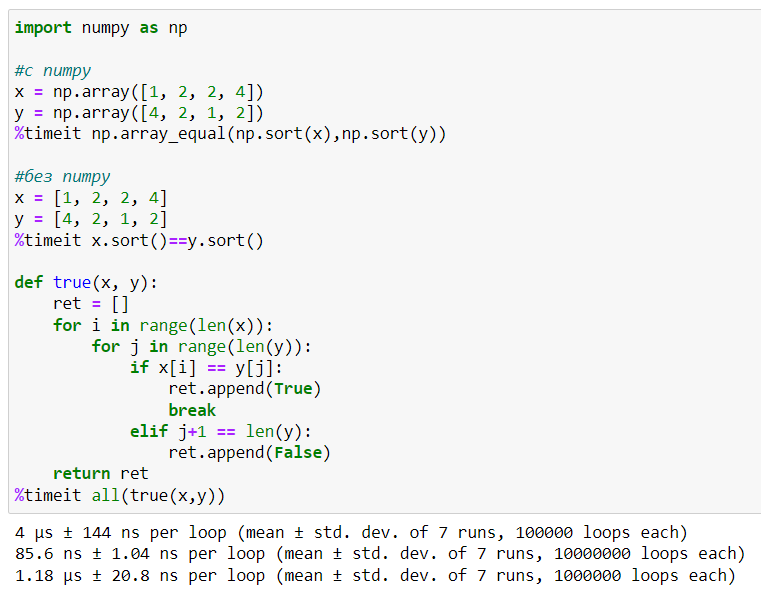 import numpy as np
#с numpy
x = np.array([1, 2, 2, 4])
y = np.array([4, 2, 1, 2])
%timeit np.array_equal(np.sort(x),np.sort(y))
#без numpy
x = [1, 2, 2, 4]
y = [4, 2, 1, 2]
%timeit x.sort()==y.sort()
def true(x, y):
    ret = []
    for i in range(len(x)):
        for j in range(len(y)):
            if x[i] == y[j]:
                ret.append(True)
                break
            elif j+1 == len(y):
                ret.append(False)
    return ret
%timeit all(true(x,y))
4 µs ± 144 ns per loop (mean ± std. dev. of 7 runs, 100000 loops each)
85.6 ns ± 1.04 ns per loop (mean ± std. dev. of 7 runs, 10000000 loops each)
1.18 µs ± 20.8 ns per loop (mean ± std. dev. of 7 runs, 1000000 loops each)